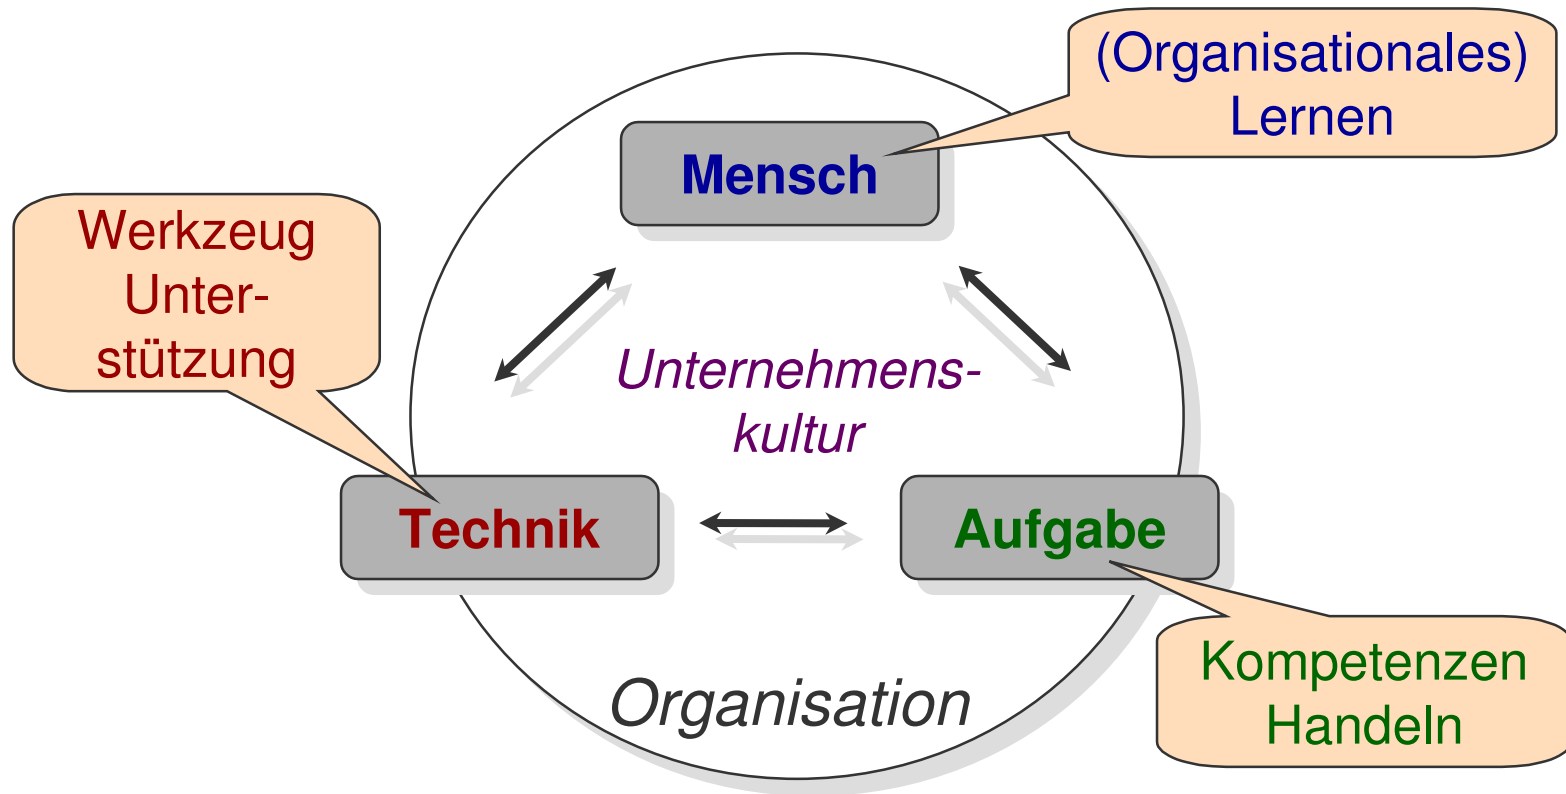 (Organisationales)
Lernen
Mensch
Werkzeug
Unter-
stützung
Unternehmens-
kultur
Technik
Aufgabe
Kompetenzen
Handeln
Organisation